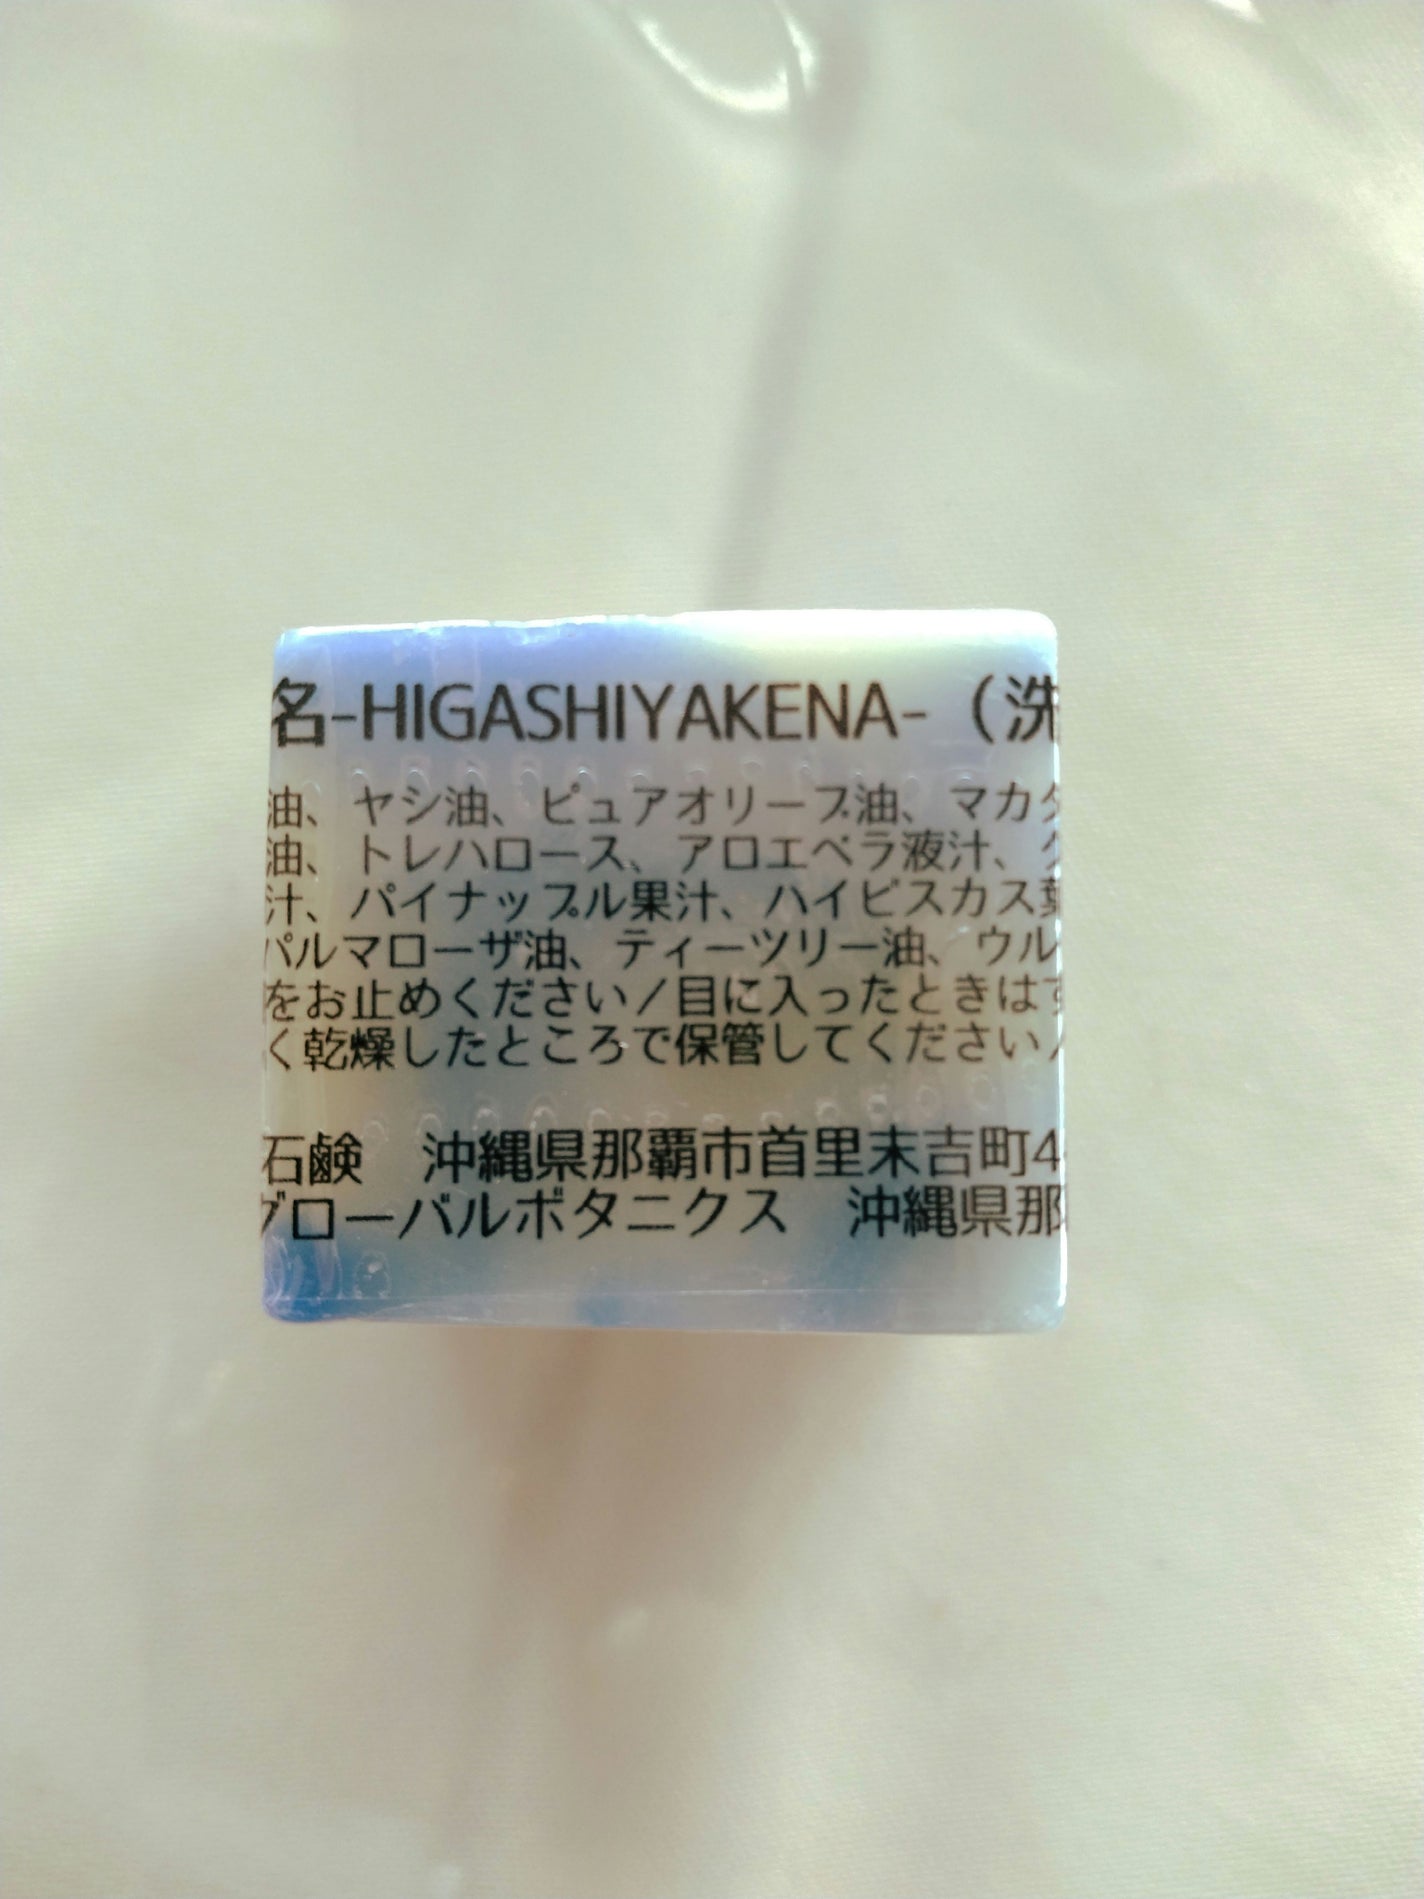 名-HIGASHIYAKENA-（洗
油、ヤシ油、ピュアオリーブ油、マカダ
油、トレハロース、アロエベラ液汁、
汁、パイナップル果汁、ハイビスカス葉
パルマローザ油、ティーツリー油、ウル
をお止めください/目に入ったときはす
く乾燥したところで保管してください/
石鹸　沖縄県那覇市首里末吉町4
グローバルボタニクス　沖縄県那